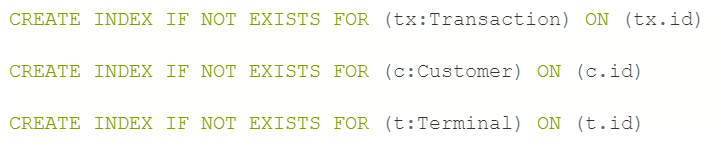 CREATE INDEX IF NOT EXISTS FOR (tx:Transaction) ON (tx.id)
CREATE INDEX IF NOT EXISTS FOR (c:Customer) ON (c.id)
CREATE INDEX IF NOT EXISTS FOR (t:Terminal) ON (t.id)